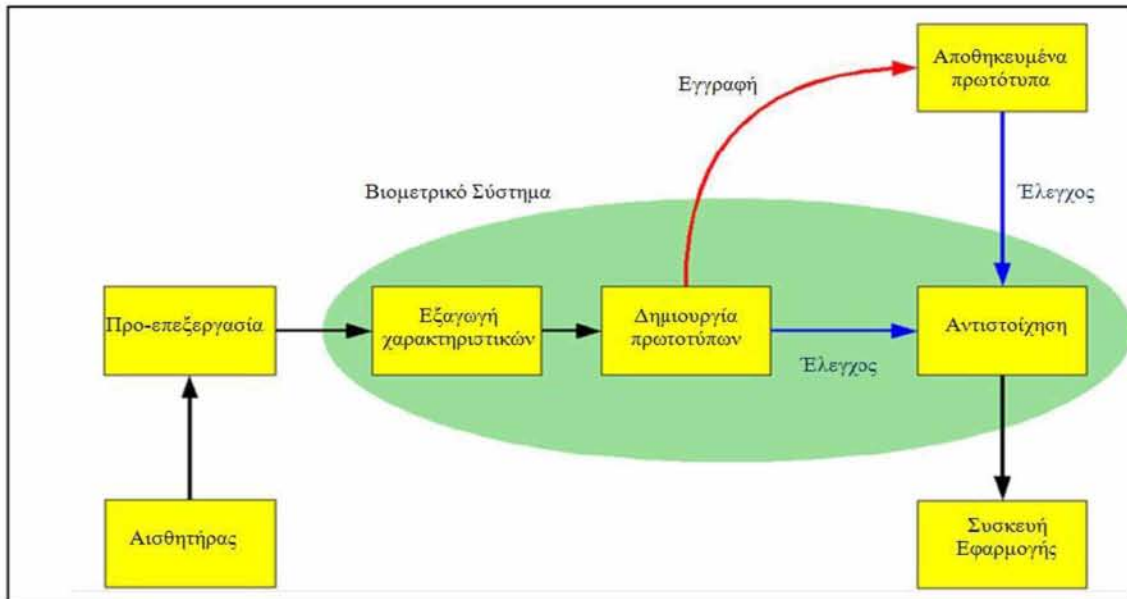 Αποθηκευμένα
πρωτότυπα
Εγγραφή
Βιομετρικό Σύστημα
Έλεγχος
Προ-επεξεργασία
Εξαγωγή
χαρακτηριστικών
Δημιουργία
πρωτοτύπων
Αντιστοίχηση
Έλεγχος
Αισθητήρας
Συσκευή
Εφαρμογής